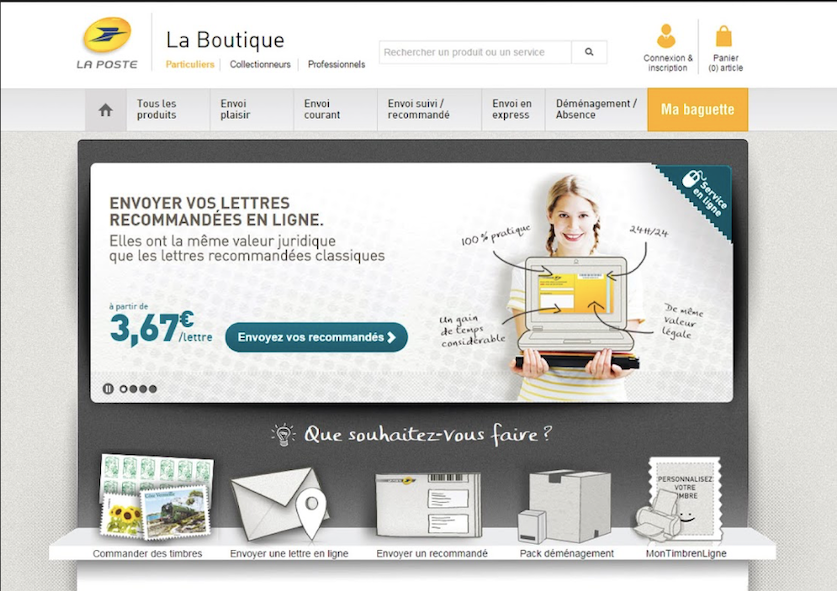 LA POSTE
La Boutique
Particuliers
Collectionneurs
Professionnels
Rechercher un produit ou un service
Connexion &
inscription
Panier
(0) article
Tous les
produits
Envoi
plaisir
Envoi
courant
Envoi suivi /
recommandé
Envoi en
express
Déménagement /
Absence
Ma baguette
ENVOYER VOS LETTRES
RECOMMANDÉES EN LIGNE.
Elles ont la même valeur juridique
que les lettres recommandées classiques
à partir de
3,67€
/lettre
Envoyez vos recommandés
100% pratique
24H/24
Un gain
de temps
considérable
De même
valeur
légale
Service
en ligne
Que souhaitez-vous faire ?
PERSONNALISEZ
VOTRE
TIMBRE
Commander des timbres
Envoyer une lettre en ligne
Envoyer un recommandé
Pack déménagement
MonTimbrenLigne